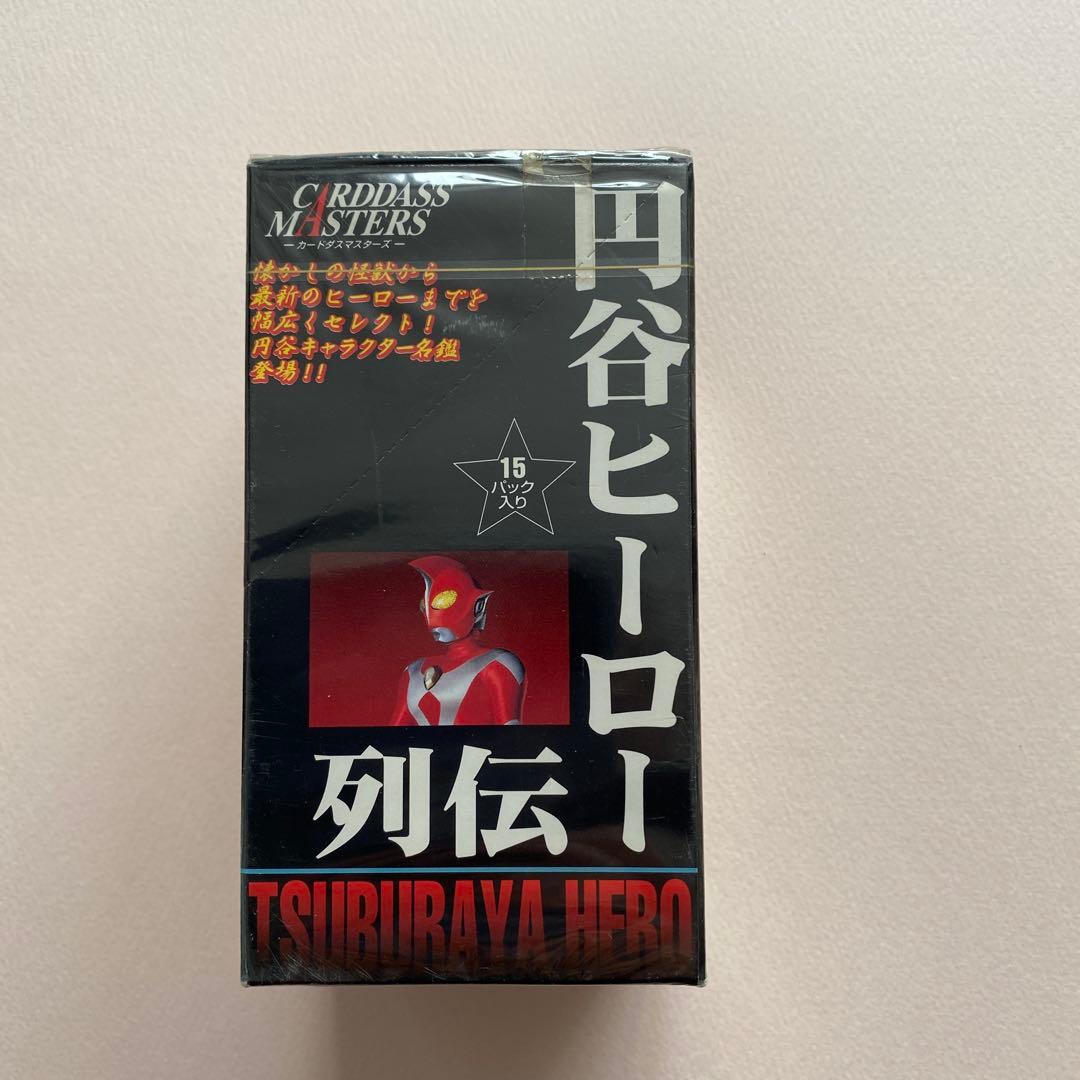 CARDDASS
MASTERS
— カードダスマスターズ —
懐かしの怪獣から
最新のヒーローまでを
幅広くセレクト!
円谷キャラクター名鑑
登場!!
円谷ヒーロー
15
パック
入り
列伝
TSUBURAYA HERO